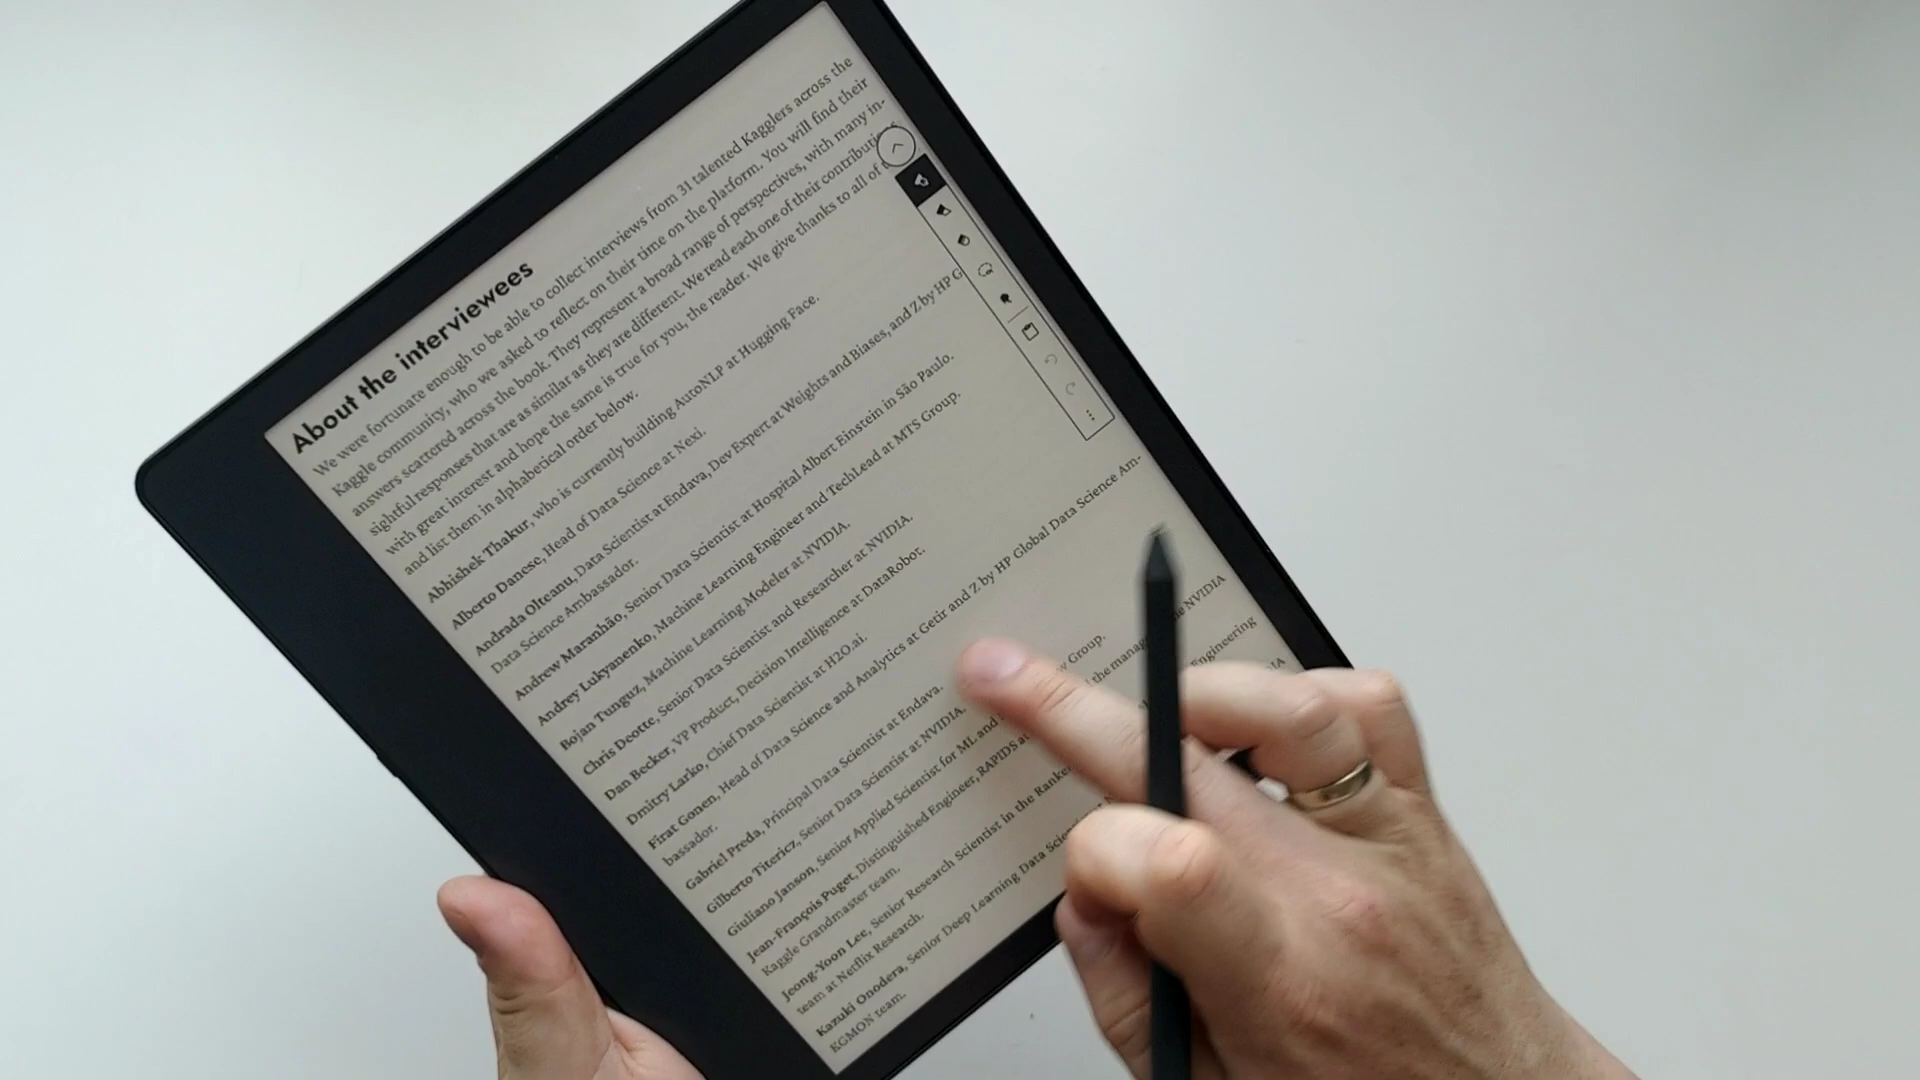 About the interviewees
We were fortunate enough to be able to collect interviews from 31 talented Kagglers across the
Kaggle community, who we asked to reflect on their time on the platform. You will find their
answers scattered across the book. They represent a broad range of perspectives, with many in-
sightful responses that are as similar as they are different. We read each one of their contributions
with great interest and hope the same is true for you, the reader. We give thanks to all of
and list them in alphabetical order below.
Abhishek Thakur, who is currently building AutoNLP at Hugging Face.
Alberto Danese, Head of Data Science at Nexi.
Andrada Olteanu, Data Scientist at Endava, Dev Expert at Weights and Biases, and Z by HP G
Data Science Ambassador.
Andrew Maranhão, Senior Data Scientist at Hospital Albert Einstein in São Paulo.
Andrey Lukyanenko, Machine Learning Engineer and TechLead at MTS Group.
Bojan Tunguz, Machine Learning Modeler at NVIDIA.
Chris Deotte, Senior Data Scientist and Researcher at NVIDIA.
Dan Becker, VP Product, Decision Intelligence at DataRobot.
Dmitry Larko, Chief Data Scientist at H2O.ai.
Firat Gonen, Head of Data Science and Analytics at Getir and Z by HP Global Data Science Am-
bassador.
Gabriel Preda, Principal Data Scientist at Endava.
Gilberto Titericz, Senior Data Scientist at NVIDIA.
Giuliano Janson, Senior Applied Scientist for ML and Group.
Jean-François Puget, Distinguished Engineer, RAPIDS at the NVIDIA
Kaggle Grandmaster team.
Jeong-Yoon Lee, Senior Research Scientist in the Engineering
team at Netflix Research.
Kazuki Onodera, Senior Deep Learning Data
KGMON team.